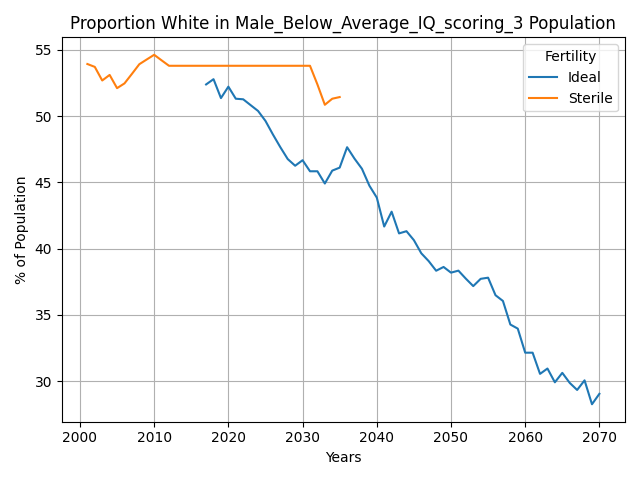 Proportion White in Male_Below_Average_IQ_scoring_3 Population
Fertility
Ideal
Sterile
% of Population
55
50
45
40
35
30
2000 2010 2020 2030 2040 2050 2060 2070
Years